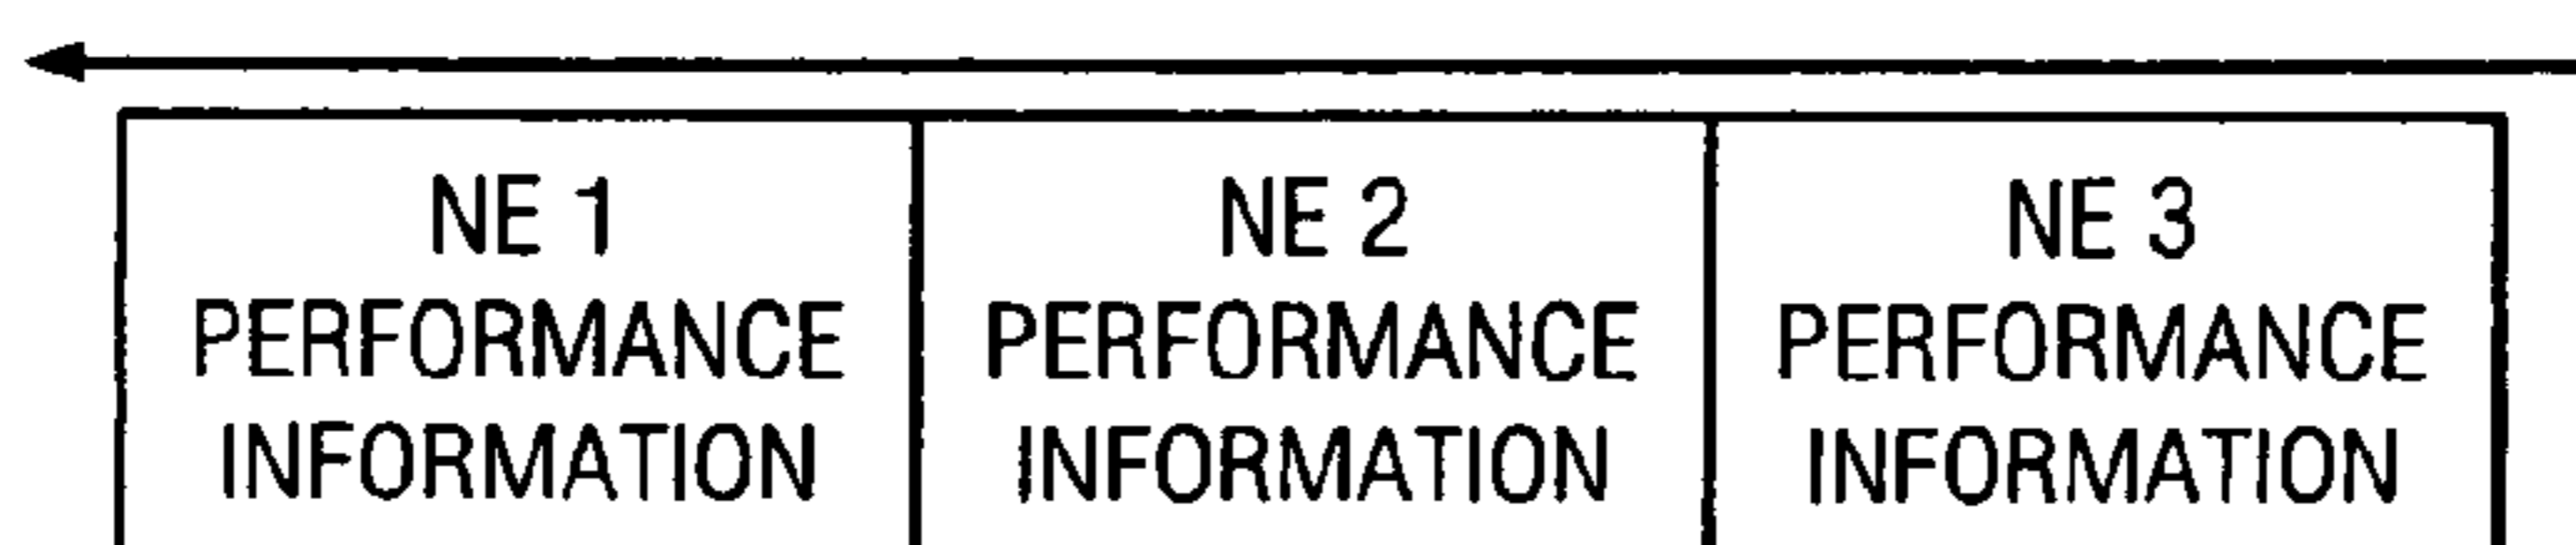 NE 1
PERFORMANCE
INFORMATION
NE 2
PERFORMANCE
INFORMATION
NE 3
PERFORMANCE
INFORMATION